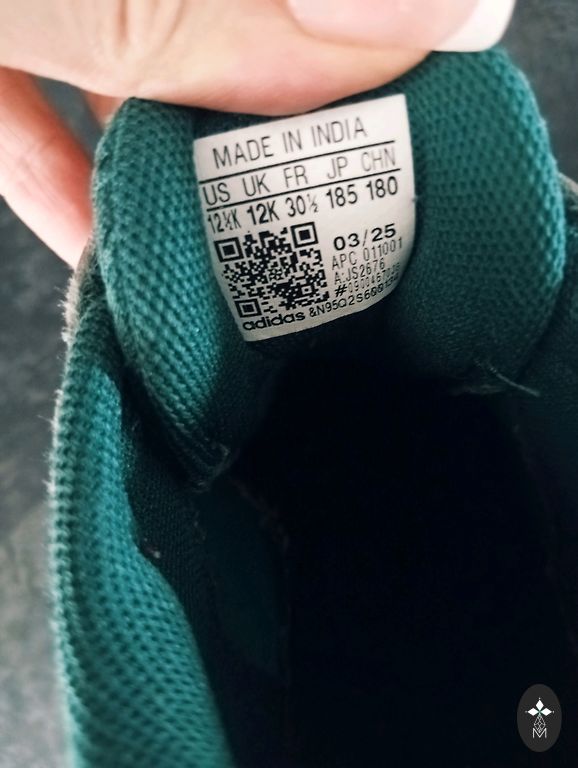 MADE IN INDIA
US UK FR JP CHN
12½K 12K 30½ 185 180
03/25
APC 011001
A:JS2676
adidas
M